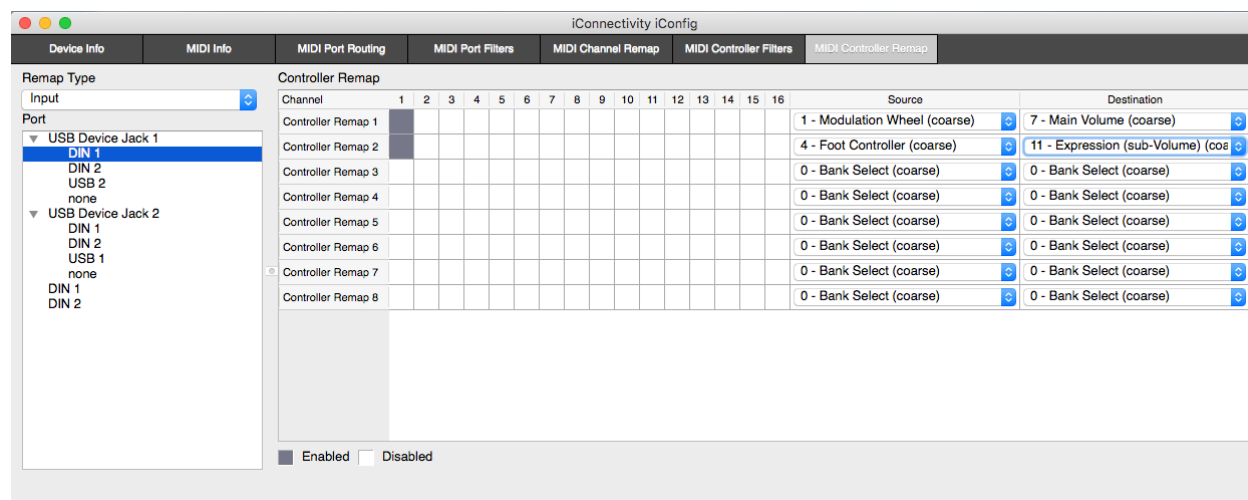 iConnectivity iConfig
Device Info MIDI Info MIDI Port Routing MIDI Port Filters MIDI Channel Remap MIDI Controller Filters MIDI Controller Remap
Remap Type
Input
Port
USB Device Jack 1
DIN 1
DIN 2
USB 2
none
USB Device Jack 2
DIN 1
DIN 2
USB 1
none
DIN 1
DIN 2
Controller Remap
Channel 1 2 3 4 5 6 7 8 9 10 11 12 13 14 15 16 Source Destination
Controller Remap 1 1 - Modulation Wheel (coarse) 7 - Main Volume (coarse)
Controller Remap 2 4 - Foot Controller (coarse) 11 - Expression (sub-Volume) (coa
Controller Remap 3 0 - Bank Select (coarse) 0 - Bank Select (coarse)
Controller Remap 4 0 - Bank Select (coarse) 0 - Bank Select (coarse)
Controller Remap 5 0 - Bank Select (coarse) 0 - Bank Select (coarse)
Controller Remap 6 0 - Bank Select (coarse) 0 - Bank Select (coarse)
Controller Remap 7 0 - Bank Select (coarse) 0 - Bank Select (coarse)
Controller Remap 8 0 - Bank Select (coarse) 0 - Bank Select (coarse)
Enabled Disabled